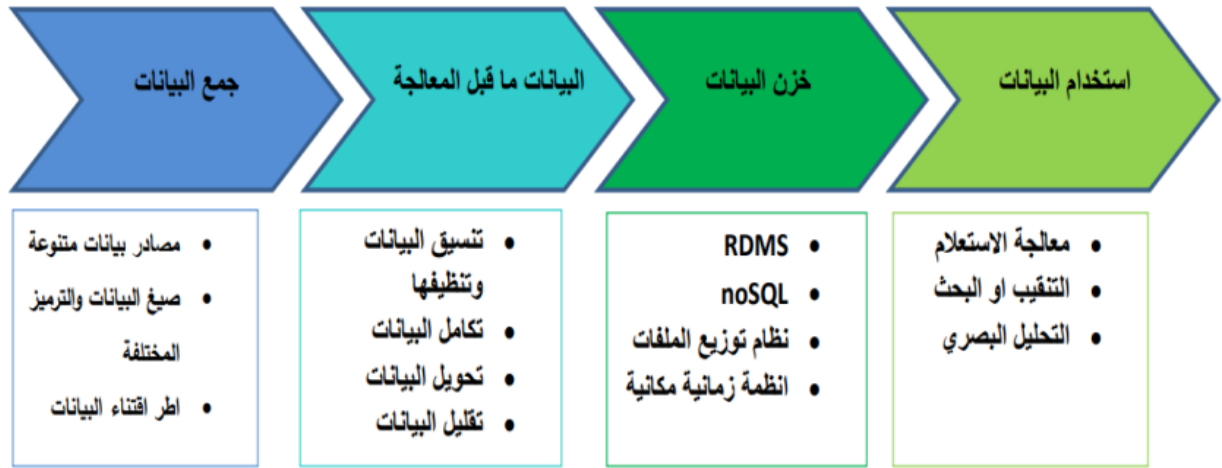 جمع البيانات
البيانات ما قبل المعالجة
خزن البيانات
استخدام البيانات
• مصادر بيانات متنوعة
• صيغ البيانات والترميز
المختلفة
• اطر اقتناء البيانات
• تنسيق البيانات
وتنظيفها
• تكامل البيانات
• تحويل البيانات
• تقليل البيانات
• RDMS
• noSQL
• نظام توزيع الملفات
• انظمة زمانية مكانية
• معالجة الاستعلام
• التنقيب او البحث
• التحليل البصري